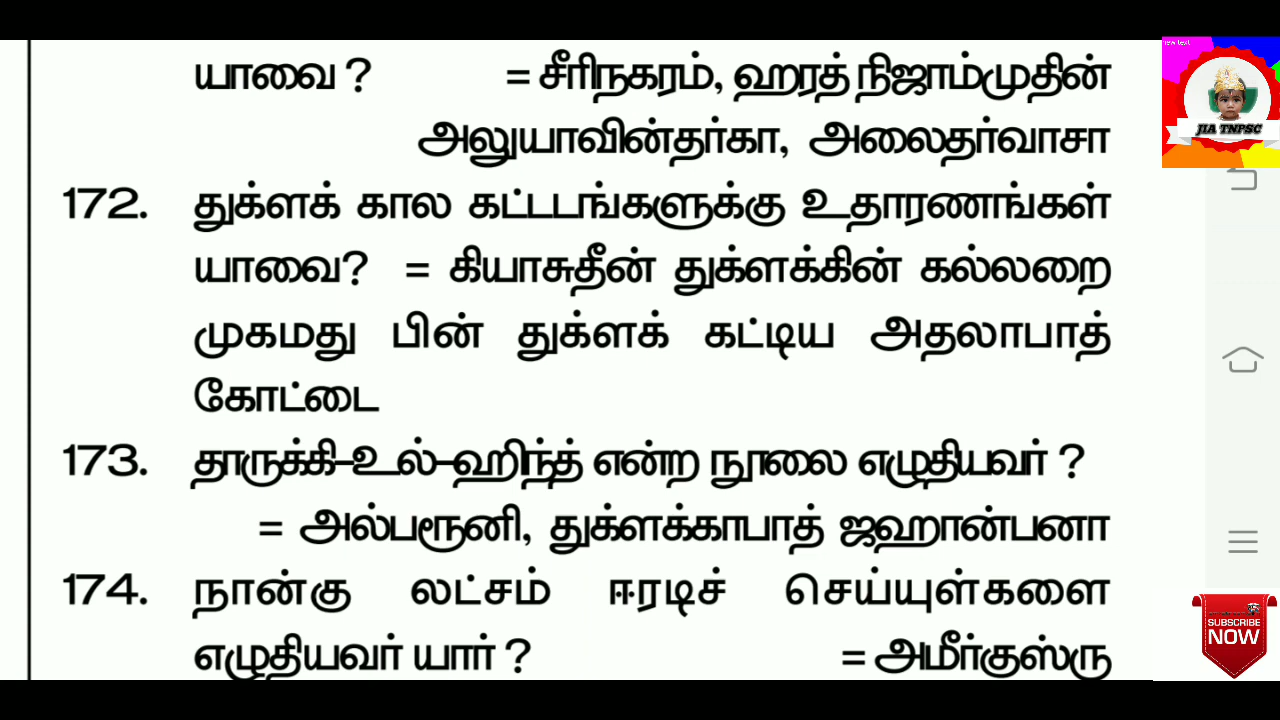 new text
யாவை ? = சீரிநகரம், ஹரத் நிஜாம்முதின்
JIA TNPSC
அலுயாவின்தர்கா, அலைதர்வாசா
172. துக்ளக் கால கட்டடங்களுக்கு உதாரணங்கள்
யாவை? = கியாசுதீன் துக்ளக்கின் கல்லறை
முகமது பின் துக்ளக் கட்டிய அதலாபாத்
கோட்டை
173. தாருக்கி-உல்-ஹிந்த் என்ற நூலை எழுதியவர் ?
= அல்பரூனி, துக்ளக்காபாத் ஜஹான்பனா
174. நான்கு லட்சம் ஈரடிச் செய்யுள்களை
எழுதியவர் யார் ? = அமீர்குஸ்ரு
SUBSCRIBE
NOW